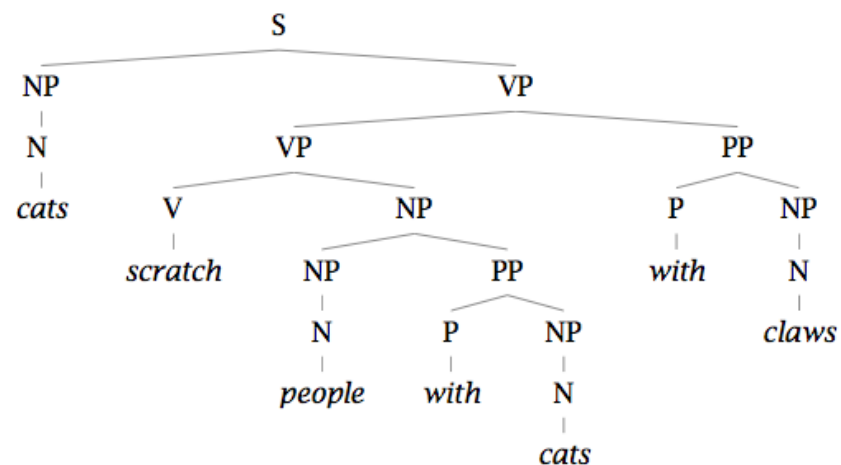 S
NP VP
N VP PP
cats V NP P NP
scratch NP PP with N
N P NP claws
people with N
cats